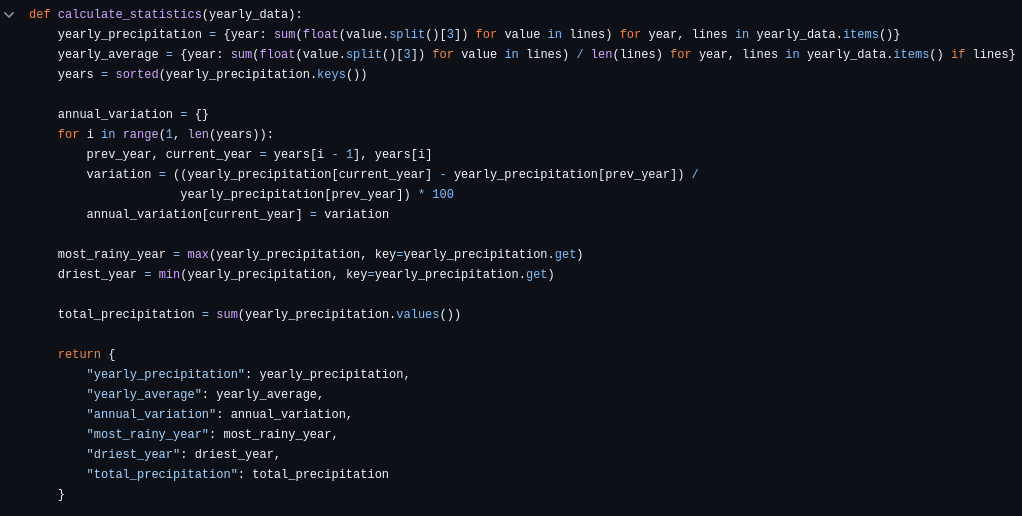 def calculate_statistics(yearly_data):
    yearly_precipitation = {year: sum(float(value.split()[3]) for value in lines) for year, lines in yearly_data.items()}
    yearly_average = {year: sum(float(value.split()[3]) for value in lines) / len(lines) for year, lines in yearly_data.items() if lines}
    years = sorted(yearly_precipitation.keys())

    annual_variation = {}
    for i in range(1, len(years)):
        prev_year, current_year = years[i - 1], years[i]
        variation = ((yearly_precipitation[current_year] - yearly_precipitation[prev_year]) /
                     yearly_precipitation[prev_year]) * 100
        annual_variation[current_year] = variation

    most_rainy_year = max(yearly_precipitation, key=yearly_precipitation.get)
    driest_year = min(yearly_precipitation, key=yearly_precipitation.get)

    total_precipitation = sum(yearly_precipitation.values())

    return {
        "yearly_precipitation": yearly_precipitation,
        "yearly_average": yearly_average,
        "annual_variation": annual_variation,
        "most_rainy_year": most_rainy_year,
        "driest_year": driest_year,
        "total_precipitation": total_precipitation
    }